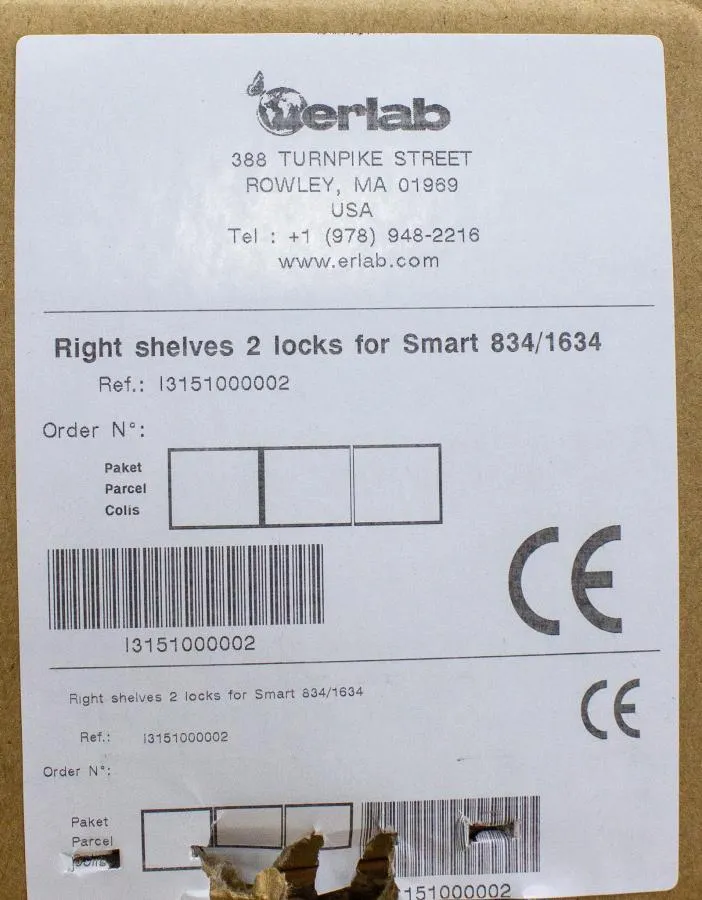 erlab
388 TURNPIKE STREET
ROWLEY, MA 01969
USA
Tel : +1 (978) 948-2216
www.erlab.com
Right shelves 2 locks for Smart 834/1634
Ref.: I3151000002
Order N°:
Paket
Parcel
Colis
CE
I3151000002
Right shelves 2 locks for Smart 834/1634
CE
Ref.: I3151000002
Order N°:
Paket
Parcel
151000002